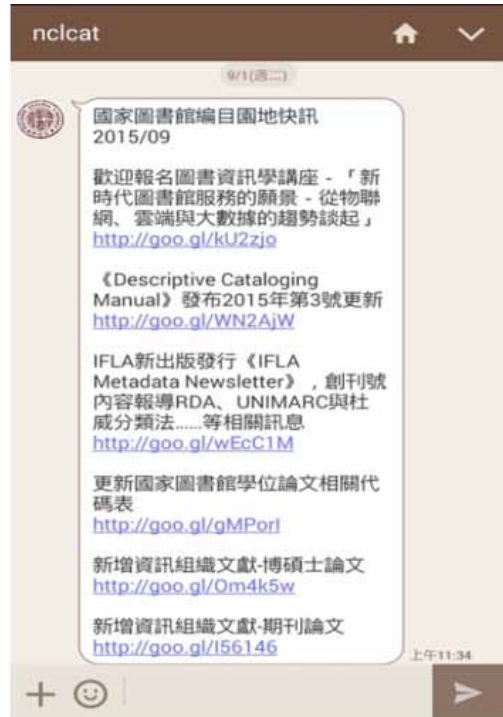 nclcat
9/1(週二)
國家圖書館編目園地快訊
2015/09
歡迎報名圖書資訊學講座 - 「新
時代圖書館服務的願景 - 從物聯
網、雲端與大數據的趨勢談起」
http://goo.gl/kU2zjo
《Descriptive Cataloging
Manual》發布2015年第3號更新
http://goo.gl/WN2AjW
IFLA新出版發行《IFLA
Metadata Newsletter》，創刊號
內容報導RDA、UNIMARC與杜
威分類法......等相關訊息
http://goo.gl/wEcC1M
更新國家圖書館學位論文相關代
碼表
http://goo.gl/gMPorI
新增資訊組織文獻-博碩士論文
http://goo.gl/Om4k5w
新增資訊組織文獻-期刊論文
http://goo.gl/I56146
上午11:34